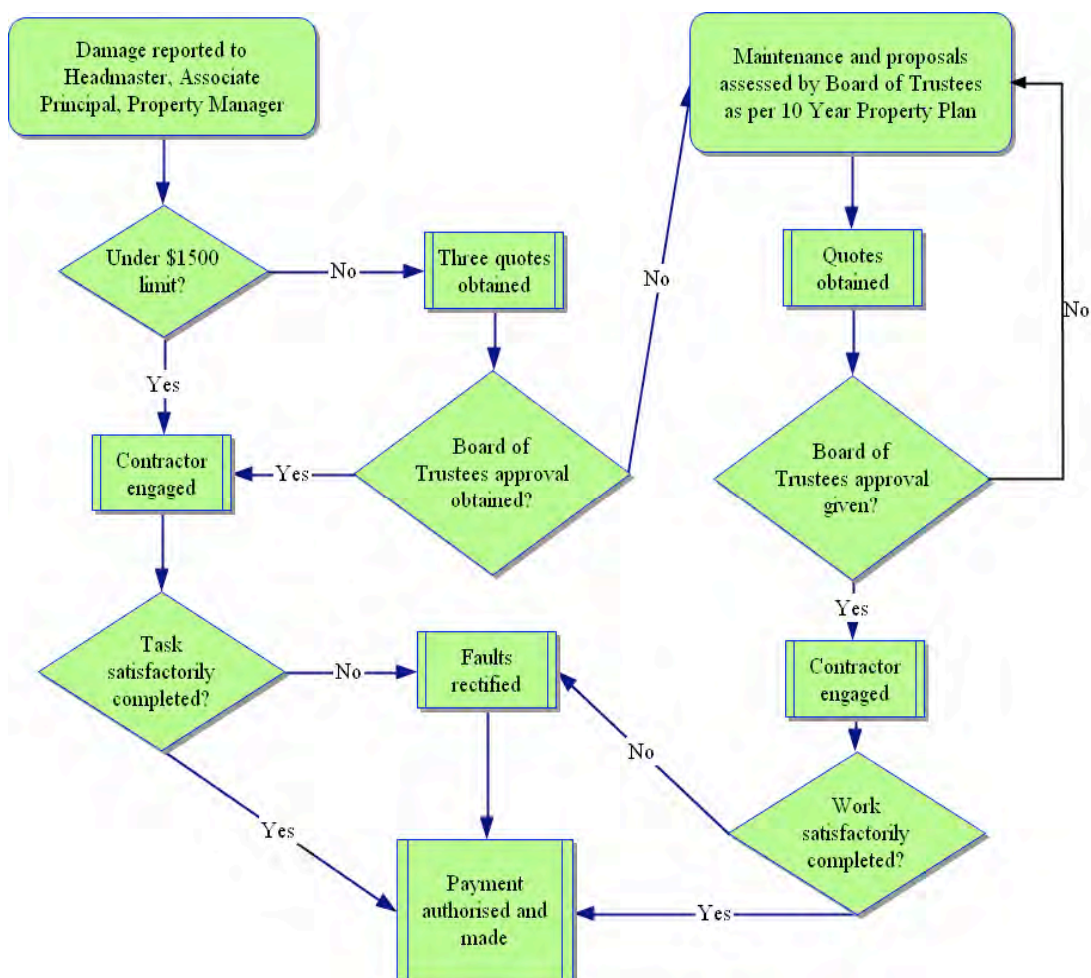 Damage reported to
Headmaster, Associate
Principal, Property Manager
Maintenance and proposals
assessed by Board of Trustees
as per 10 Year Property Plan
Under $1500
limit?
No
Three quotes
obtained
No
Quotes
obtained
No
Yes
Contractor
engaged
Yes
Board of
Trustees approval
obtained?
Board of
Trustees approval
given?
Yes
Task
satisfactorily
completed?
No
Faults
rectified
Contractor
engaged
No
Yes
Work
satisfactorily
completed?
Payment
authorised and
made
Yes